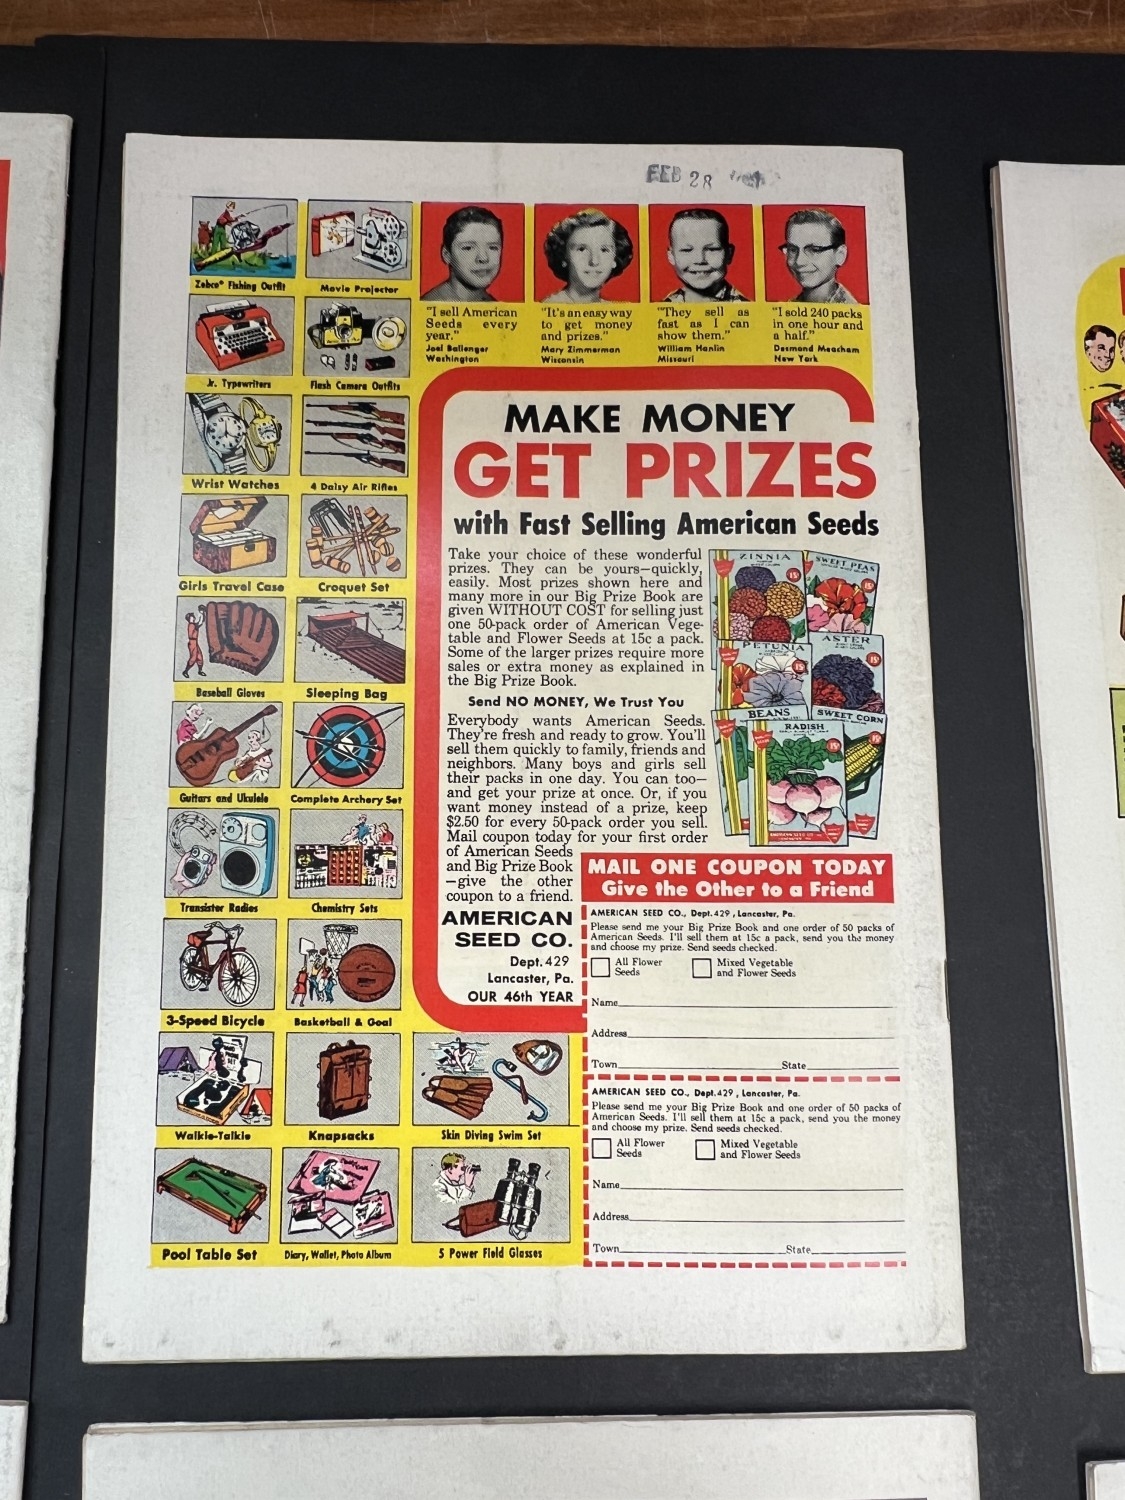 FEB 28
Zebco® Fishing Outfit
Movie Projector
Jr. Typewriters
Flash Camera Outfits
Wrist Watches
4 Daisy Air Rifles
Girls Travel Case
Croquet Set
Baseball Gloves
Sleeping Bag
Guitars and Ukulele
Complete Archery Set
Transistor Radios
Chemistry Sets
3-Speed Bicycle
Basketball & Goal
Walkie-Talkie
Knapsacks
Skin Diving Swim Set
Pool Table Set
Diary, Wallet, Photo Album
5 Power Field Glasses
"I sell American
Seeds every
year."
Joel Ballenger
Washington
"It's an easy way
to get money
and prizes."
Mary Zimmerman
Wisconsin
"They sell as
fast as I can
show them."
William Hanlin
Missouri
"I sold 240 packs
in one hour and
a half."
Desmond Meacham
New York
MAKE MONEY
GET PRIZES
with Fast Selling American Seeds
Take your choice of these wonderful
prizes. They can be yours—quickly,
easily. Most prizes shown here and
many more in our Big Prize Book are
given WITHOUT COST for selling just
one 50-pack order of American Vege-
table and Flower Seeds at 15c a pack.
Some of the larger prizes require more
sales or extra money as explained in
the Big Prize Book.
Send NO MONEY, We Trust You
Everybody wants American Seeds.
They're fresh and ready to grow. You'll
sell them quickly to family, friends and
neighbors. Many boys and girls sell
their packs in one day. You can too—
and get your prize at once. Or, if you
want money instead of a prize, keep
$2.50 for every 50-pack order you sell.
Mail coupon today for your first order
of American Seeds
and Big Prize Book
—give the other
coupon to a friend.
AMERICAN
SEED CO.
Dept. 429
Lancaster, Pa.
OUR 46th YEAR
ZINNIA
15¢
SWEET PEAS
15¢
PETUNIA
15¢
ASTER
15¢
BEANS
SWEET CORN
15¢
RADISH
15¢
MAIL ONE COUPON TODAY
Give the Other to a Friend
AMERICAN SEED CO., Dept. 429, Lancaster, Pa.
Please send me your Big Prize Book and one order of 50 packs of
American Seeds. I'll sell them at 15c a pack, send you the money
and choose my prize. Send seeds checked.
All Flower
Seeds
Mixed Vegetable
and Flower Seeds
Name
Address
Town State
AMERICAN SEED CO., Dept. 429, Lancaster, Pa.
Please send me your Big Prize Book and one order of 50 packs of
American Seeds. I'll sell them at 15c a pack, send you the money
and choose my prize. Send seeds checked.
All Flower
Seeds
Mixed Vegetable
and Flower Seeds
Name
Address
Town State